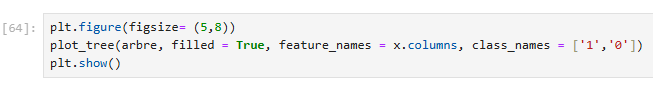 [64]: plt.figure(figsize= (5,8))
plot_tree(arbre, filled = True, feature_names = x.columns, class_names = ['1','0'])
plt.show()